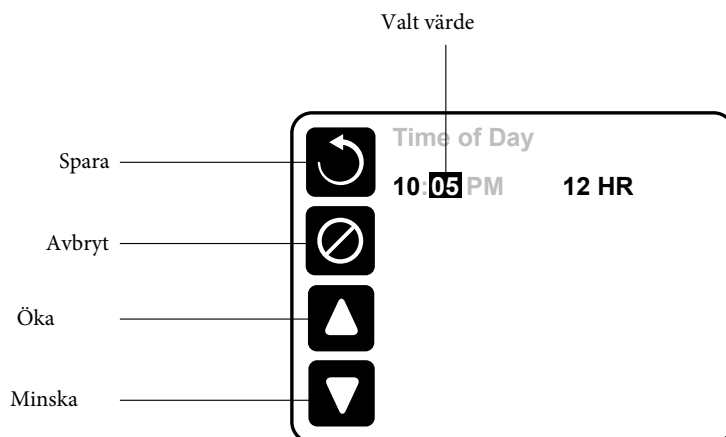 Valt värde
Time of Day
Spara
10:05 PM 12 HR
Avbryt
Öka
Minska